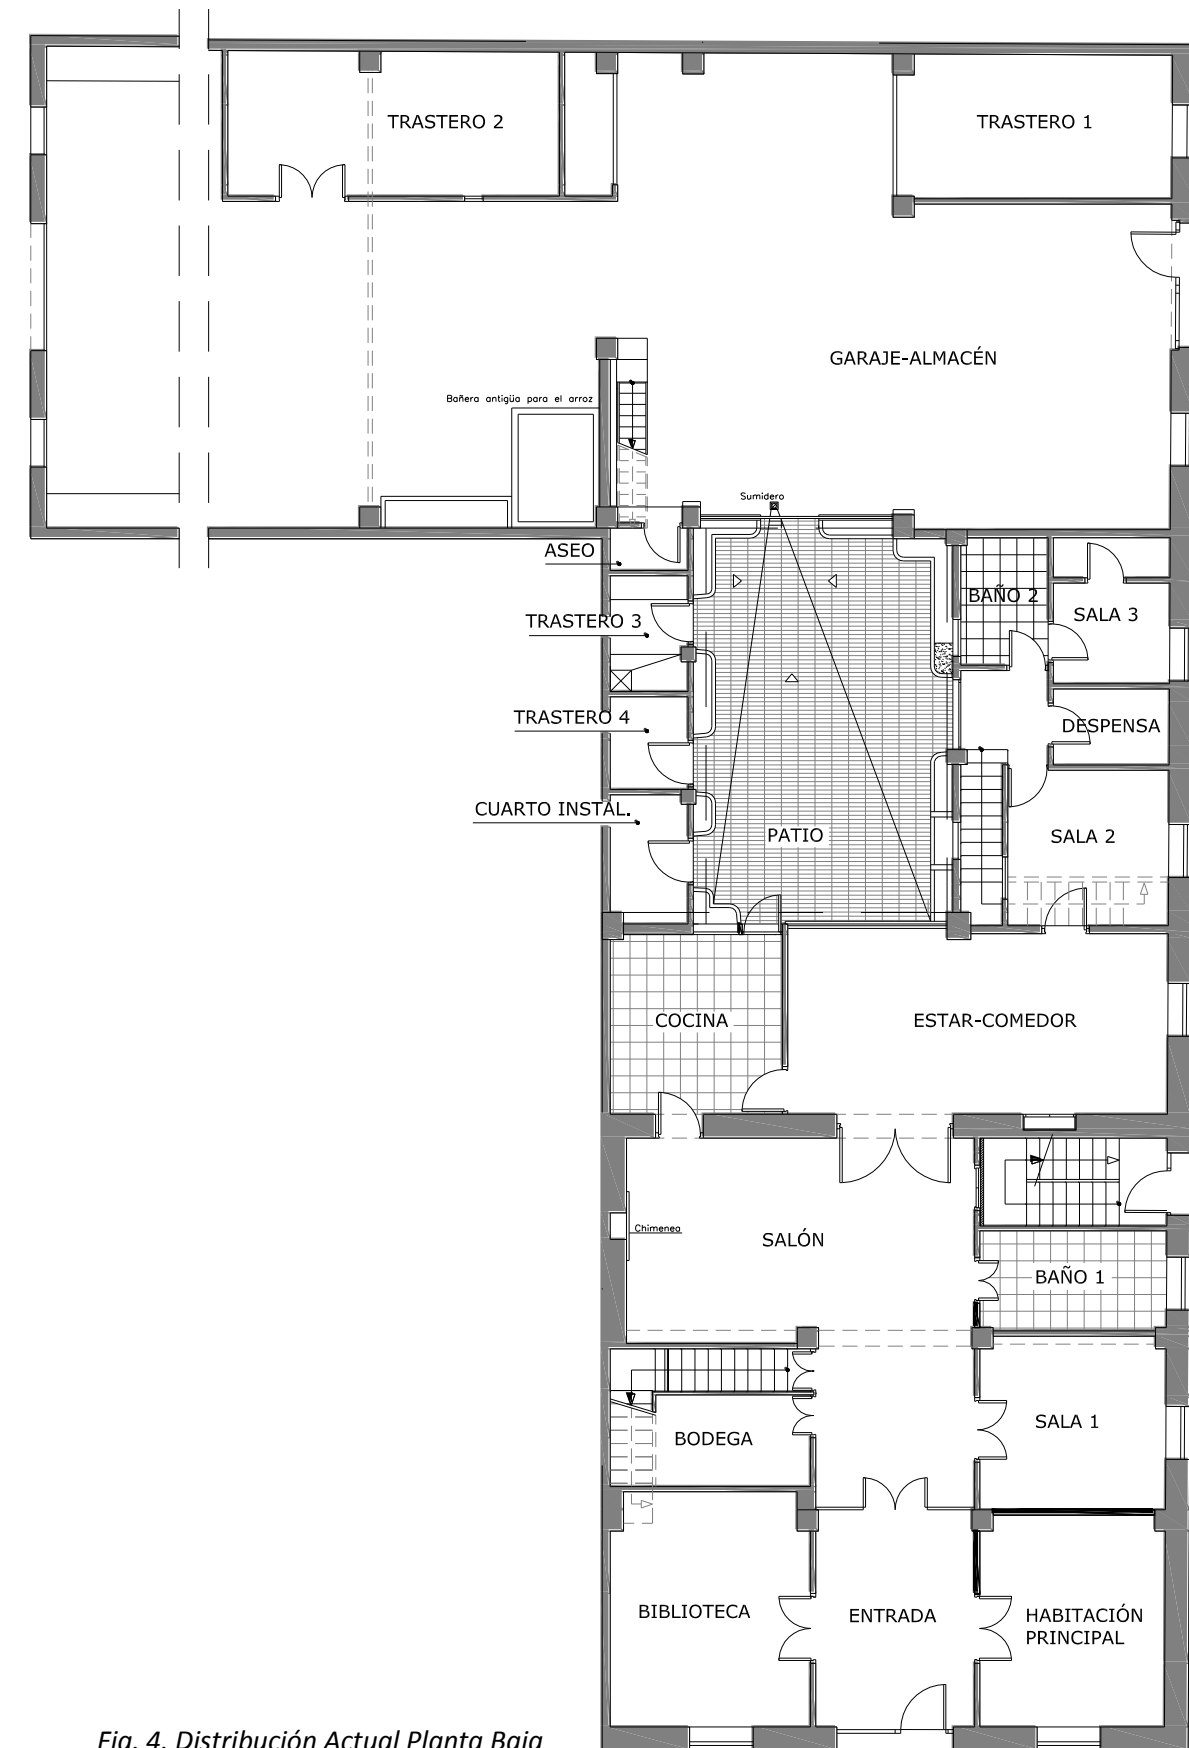 TRASTERO 2
TRASTERO 1
GARAJE-ALMACÉN
Bañera antigüa para el arroz
Sumidero
ASEO
BAÑO 2
SALA 3
TRASTERO 3
TRASTERO 4
DESPENSA
CUARTO INSTAL.
PATIO
SALA 2
COCINA
ESTAR-COMEDOR
Chimenea
SALÓN
BAÑO 1
SALA 1
BODEGA
BIBLIOTECA
ENTRADA
HABITACIÓN
PRINCIPAL
Fig. 4. Distribución Actual Planta Baja